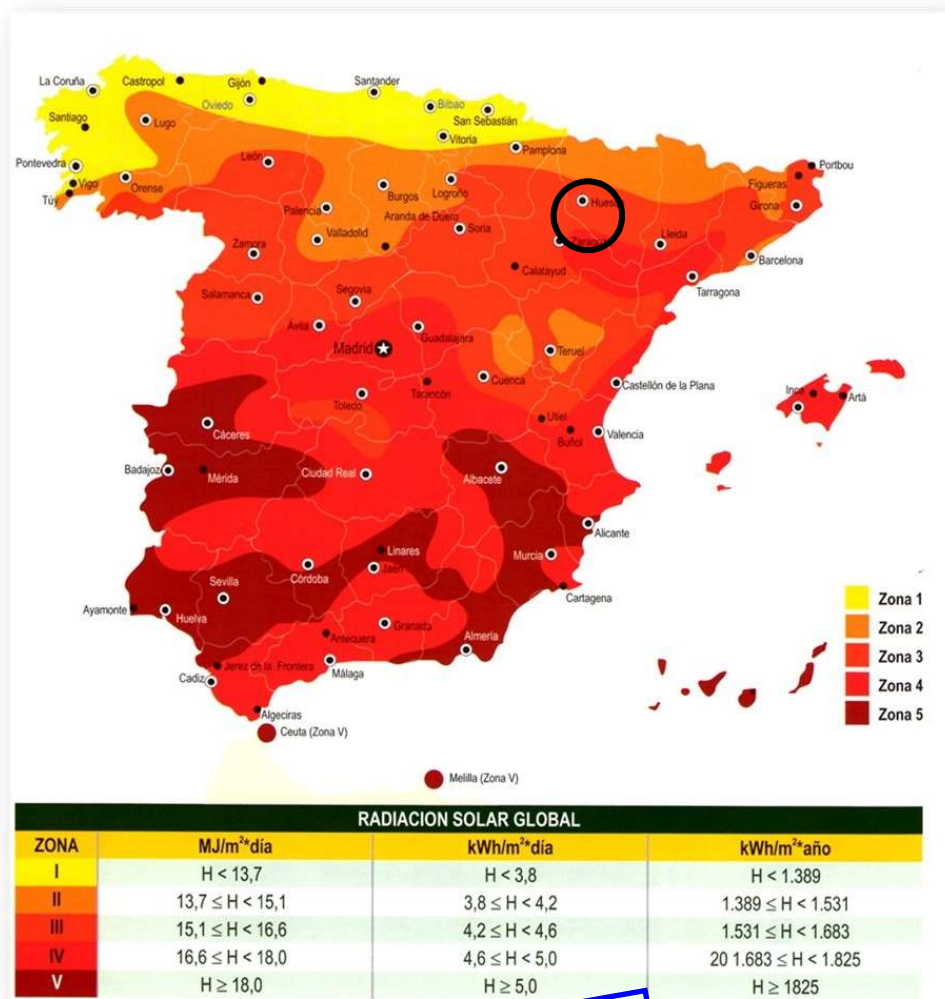 La Coruña
Castropol
Gijón
Santander
Oviedo
Bilbao
San Sebastián
Santiago
Lugo
Vitoria
Pamplona
Pontevedra
León
Portbou
Vigo
Orense
Burgos
Logroño
Figueras
Túy
Palencia
Aranda de Duero
Girona
Soria
Valladolid
Zamora
Lleida
Barcelona
Calatayud
Tarragona
Salamanca
Segovia
Ávila
Guadalajara
Madrid
Teruel
Cuenca
Castellón de la Plana
Tarancón
Inca
Artá
Toledo
Utiel
Buñol
Valencia
Cáceres
Badajoz
Mérida
Ciudad Real
Albacete
Alicante
Linares
Murcia
Jaén
Córdoba
Sevilla
Cartagena
Ayamonte
Huelva
Granada
Almería
Antequera
Jerez de la Frontera
Málaga
Cadiz
Algeciras
Ceuta (Zona V)
Melilla (Zona V)
Zona 1
Zona 2
Zona 3
Zona 4
Zona 5
RADIACION SOLAR GLOBAL
ZONA MJ/m²*día kWh/m²*día kWh/m²*año
I H < 13,7 H < 3,8 H < 1.389
II 13,7 ≤ H < 15,1 3,8 ≤ H < 4,2 1.389 ≤ H < 1.531
III 15,1 ≤ H < 16,6 4,2 ≤ H < 4,6 1.531 ≤ H < 1.683
IV 16,6 ≤ H < 18,0 4,6 ≤ H < 5,0 20 1.683 ≤ H < 1.825
V H ≥ 18,0 H ≥ 5,0 H ≥ 1825